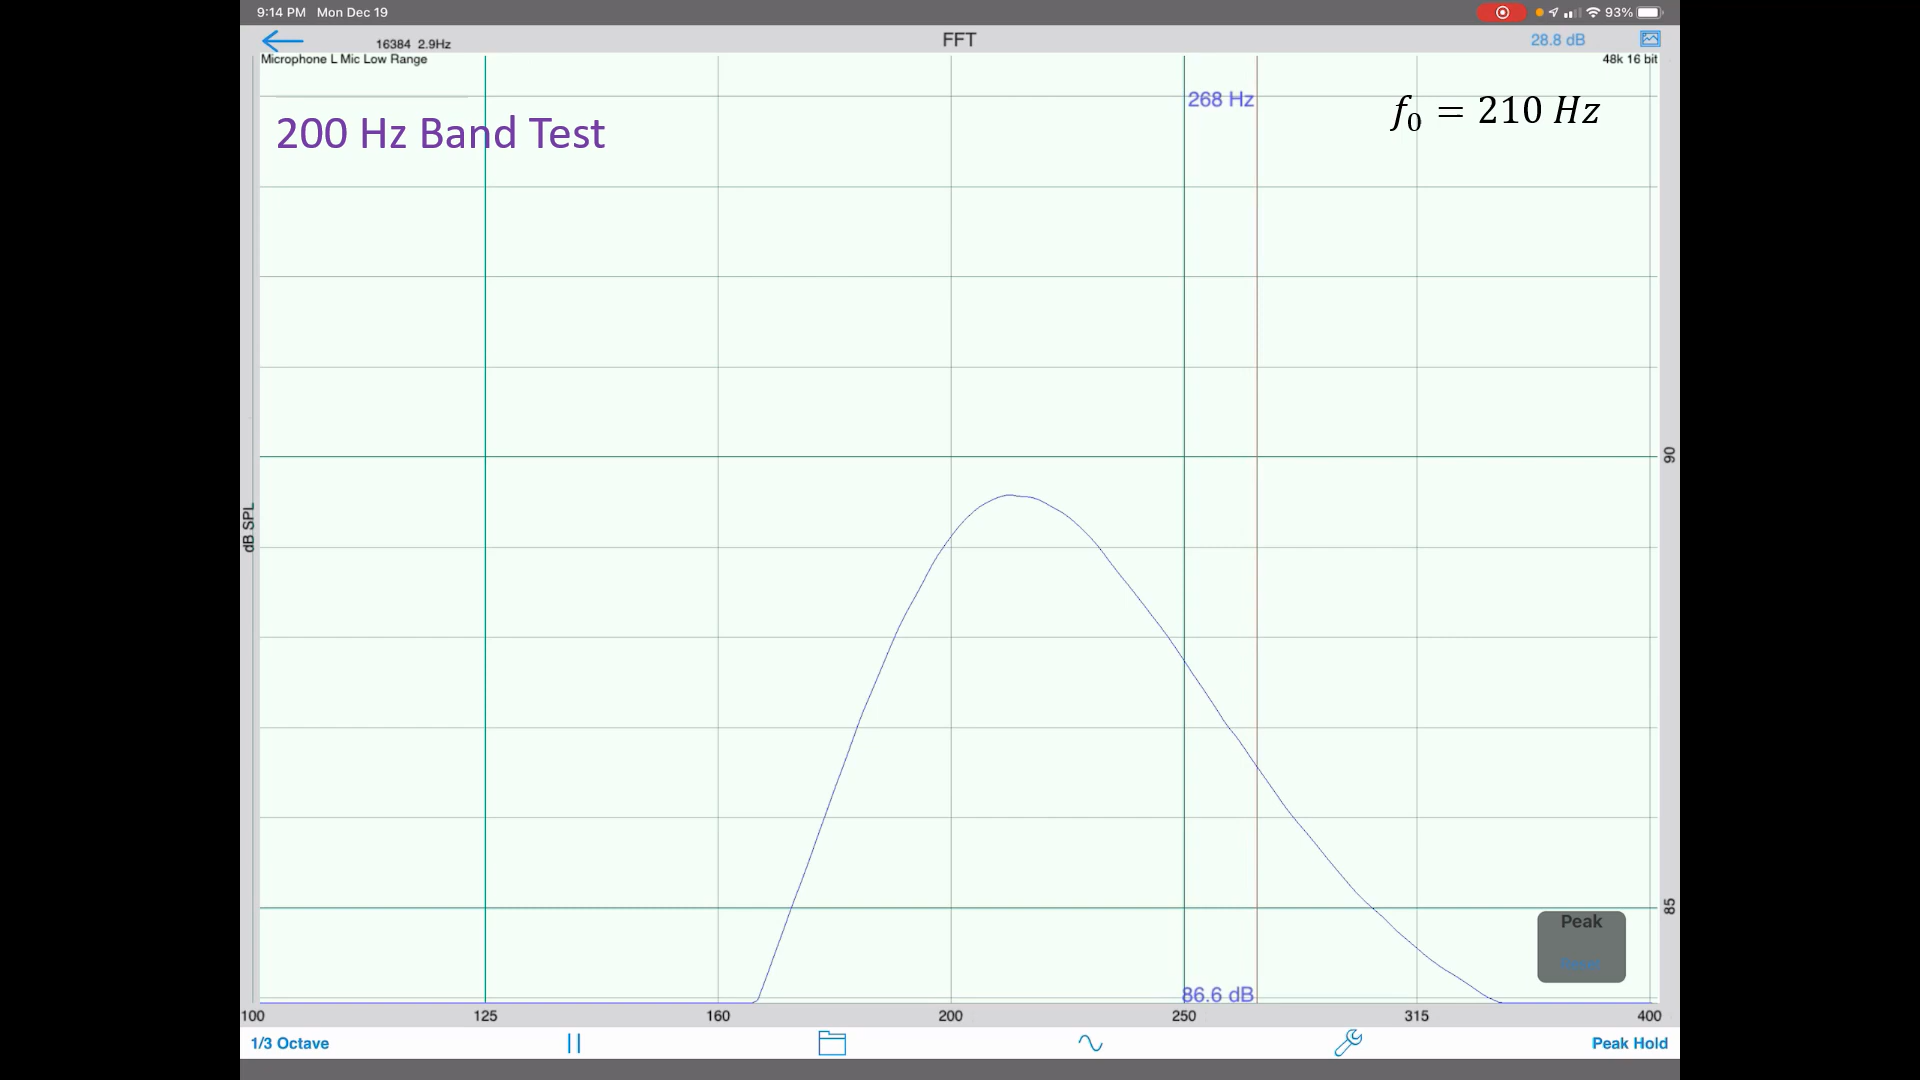 9:14 PM Mon Dec 19
93%
16384 2.9Hz
FFT
28.8 dB
Microphone L Mic Low Range
48k 16 bit
268 Hz
f₀ = 210 Hz
200 Hz Band Test
90
dB SPL
85
Peak
86.6 dB
100 125 160 200 250 315 400
1/3 Octave
Peak Hold